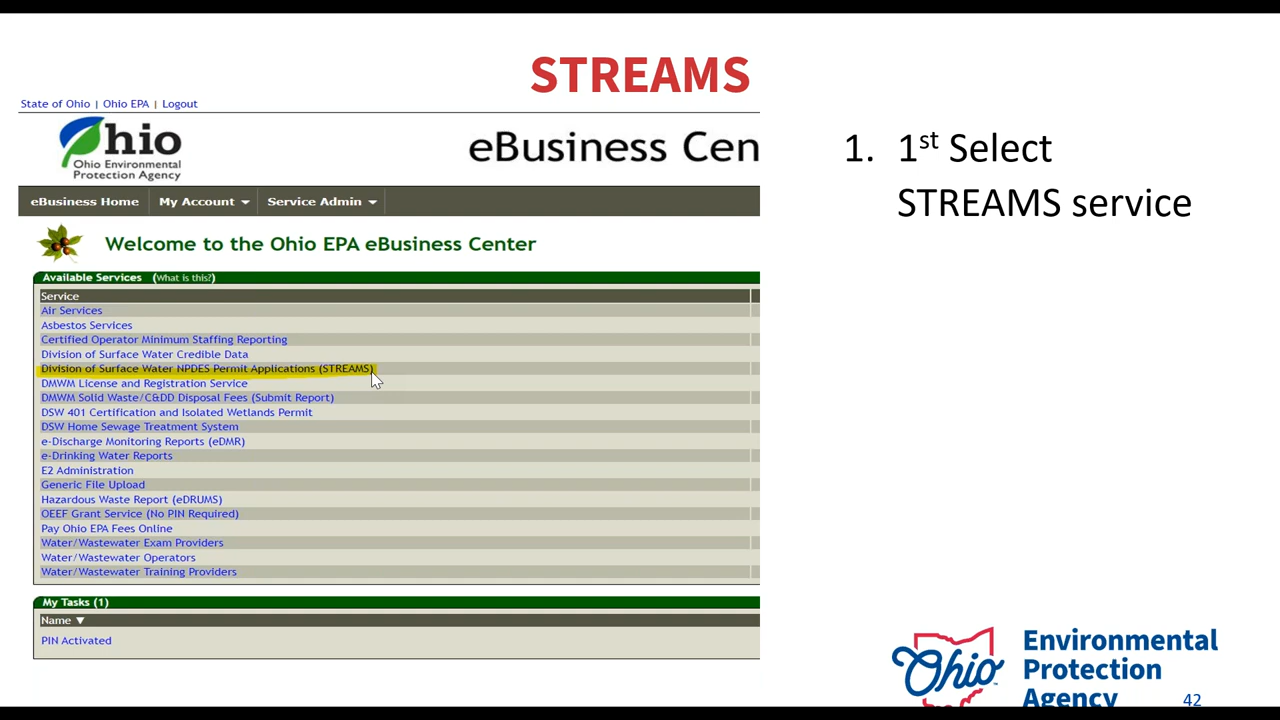 STREAMS
State of Ohio | Ohio EPA | Logout
Ohio
Ohio Environmental
Protection Agency
eBusiness Cen
eBusiness Home My Account Service Admin
Welcome to the Ohio EPA eBusiness Center
Available Services (What is this?)
Service
Air Services
Asbestos Services
Certified Operator Minimum Staffing Reporting
Division of Surface Water Credible Data
Division of Surface Water NPDES Permit Applications (STREAMS)
DMWM License and Registration Service
DMWM Solid Waste/C&DD Disposal Fees (Submit Report)
DSW 401 Certification and Isolated Wetlands Permit
DSW Home Sewage Treatment System
e-Discharge Monitoring Reports (eDMR)
e-Drinking Water Reports
E2 Administration
Generic File Upload
Hazardous Waste Report (eDRUMS)
OEEF Grant Service (No PIN Required)
Pay Ohio EPA Fees Online
Water/Wastewater Exam Providers
Water/Wastewater Operators
Water/Wastewater Training Providers
My Tasks (1)
Name ▼
PIN Activated
1. 1st Select
STREAMS service
Ohio
Environmental
Protection
Agency
42